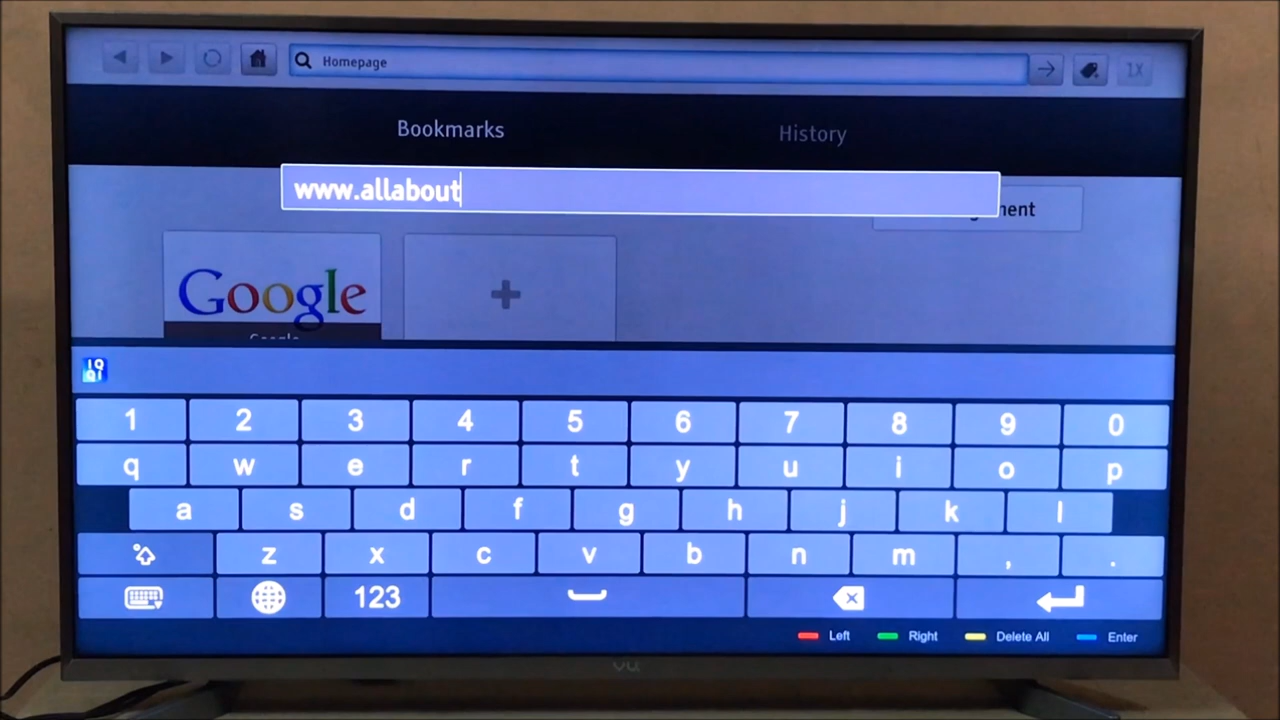 Homepage
1X
Bookmarks
History
www.allabout
Google
1 2 3 4 5 6 7 8 9 0
q w e r t y u i o p
a s d f g h j k l
z x c v b n m , .
123
Left Right Delete All Enter
vu